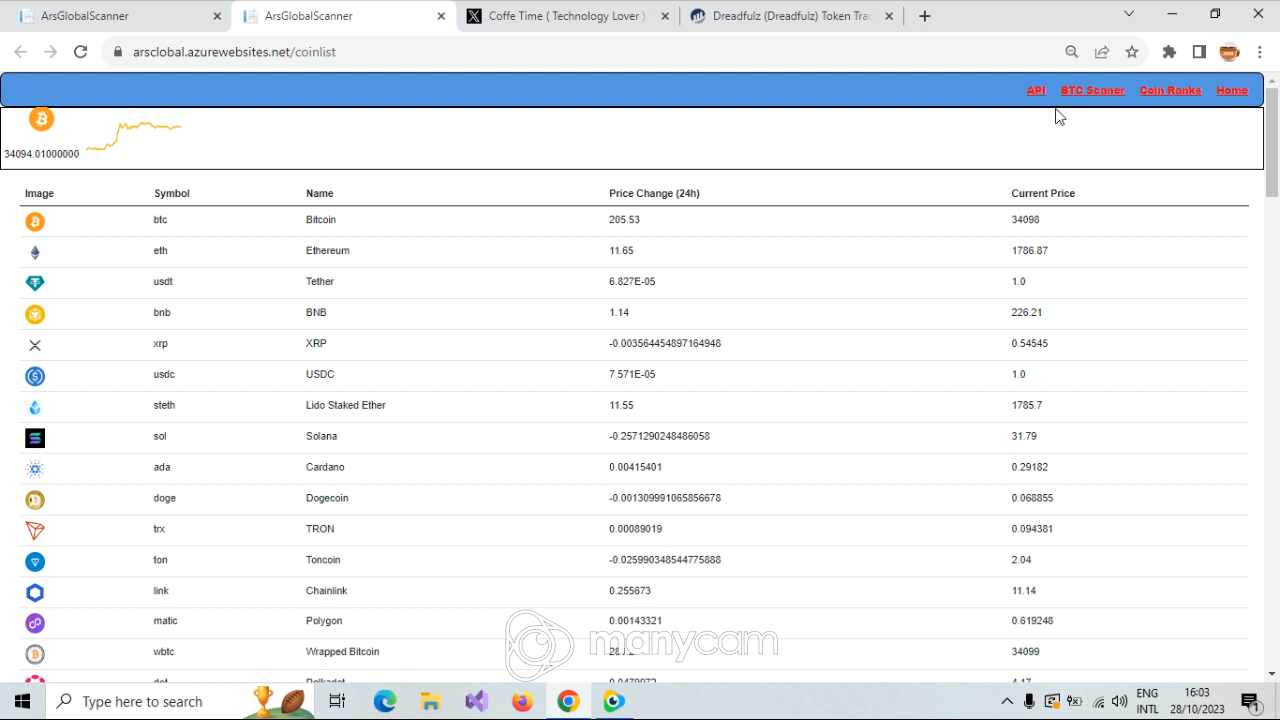 ArsGlobalScanner
ArsGlobalScanner
Coffe Time ( Technology Lover )
Dreadfulz (Dreadfulz) Token Tra
arsclobal.azurewebsites.net/coinlist
API BTC Scaner Coin Ranks Home
34094.01000000
Image Symbol Name Price Change (24h) Current Price
btc Bitcoin 205.53 34098
eth Ethereum 11.65 1786.87
usdt Tether 6.827E-05 1.0
bnb BNB 1.14 226.21
xrp XRP -0.003564454897164948 0.54545
usdc USDC 7.571E-05 1.0
steth Lido Staked Ether 11.55 1785.7
sol Solana -0.2571290248486058 31.79
ada Cardano 0.00415401 0.29182
doge Dogecoin -0.001309991065856678 0.068855
trx TRON 0.00089019 0.094381
ton Toncoin -0.025990348544775888 2.04
link Chainlink 0.255673 11.14
matic Polygon 0.00143321 0.619248
wbtc Wrapped Bitcoin 34099
manycam
Type here to search
ENG
INTL
16:03
28/10/2023